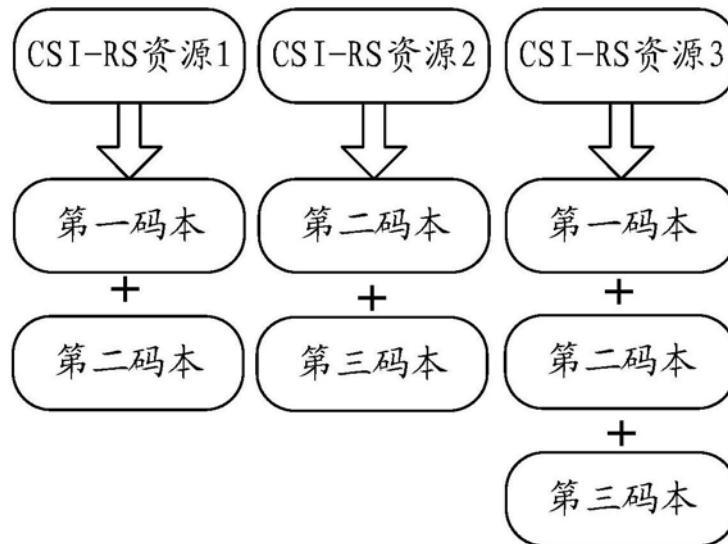 CSI-RS资源1
CSI-RS资源2
CSI-RS资源3
第一码本
第二码本
第一码本
+
+
+
第二码本
第三码本
第二码本
+
第三码本